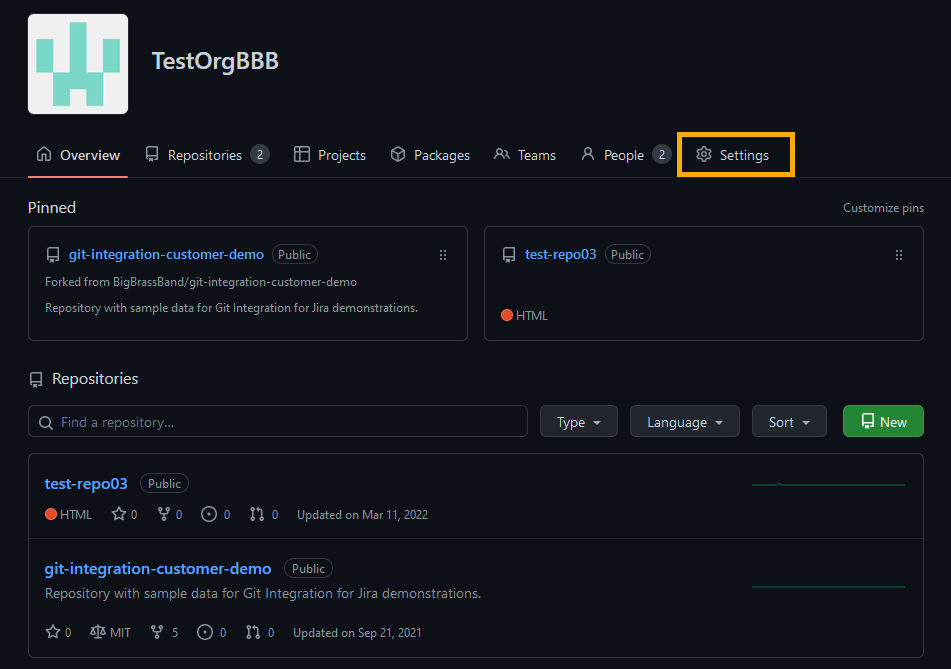 TestOrgBBB
Overview Repositories 2 Projects Packages Teams People 2 Settings
Pinned Customize pins
git-integration-customer-demo Public
Forked from BigBrassBand/git-integration-customer-demo
Repository with sample data for Git Integration for Jira demonstrations.
test-repo03 Public
HTML
Repositories
Find a repository... Type Language Sort New
test-repo03 Public
HTML 0 0 0 0 Updated on Mar 11, 2022
git-integration-customer-demo Public
Repository with sample data for Git Integration for Jira demonstrations.
0 MIT 5 0 0 Updated on Sep 21, 2021